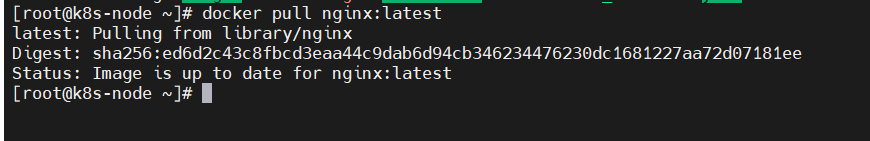 [root@k8s-node ~]# docker pull nginx:latest
latest: Pulling from library/nginx
Digest: sha256:ed6d2c43c8fbcd3eaa44c9dab6d94cb346234476230dc1681227aa72d07181ee
Status: Image is up to date for nginx:latest
[root@k8s-node ~]#